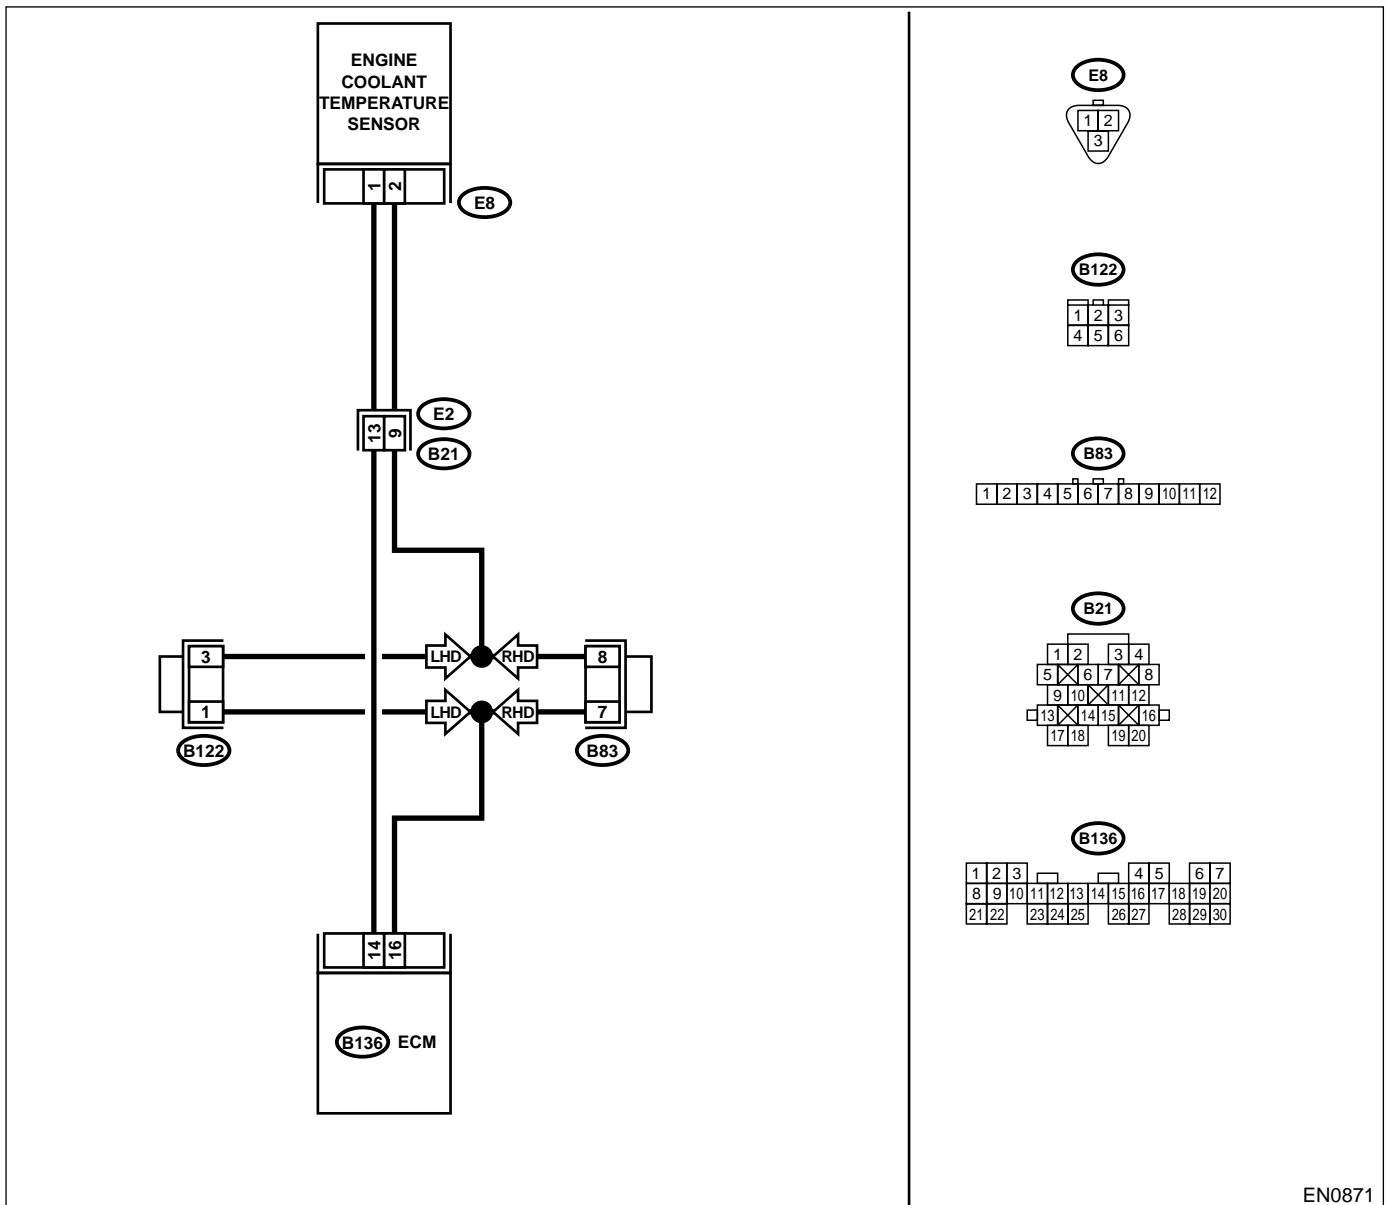 ENGINE
COOLANT
TEMPERATURE
SENSOR
1 2
E8
E2
13 9
B21
3 LHD RHD 8
1 LHD RHD 7
B122
B83
14 16
B136 ECM
E8
1 2
3
B122
1 2 3
4 5 6
B83
1 2 3 4 5 6 7 8 9 10 11 12
B21
1 2 3 4
5 6 7 8
9 10 11 12
13 14 15 16
17 18 19 20
B136
1 2 3 4 5 6 7
8 9 10 11 12 13 14 15 16 17 18 19 20
21 22 23 24 25 26 27 28 29 30
EN0871